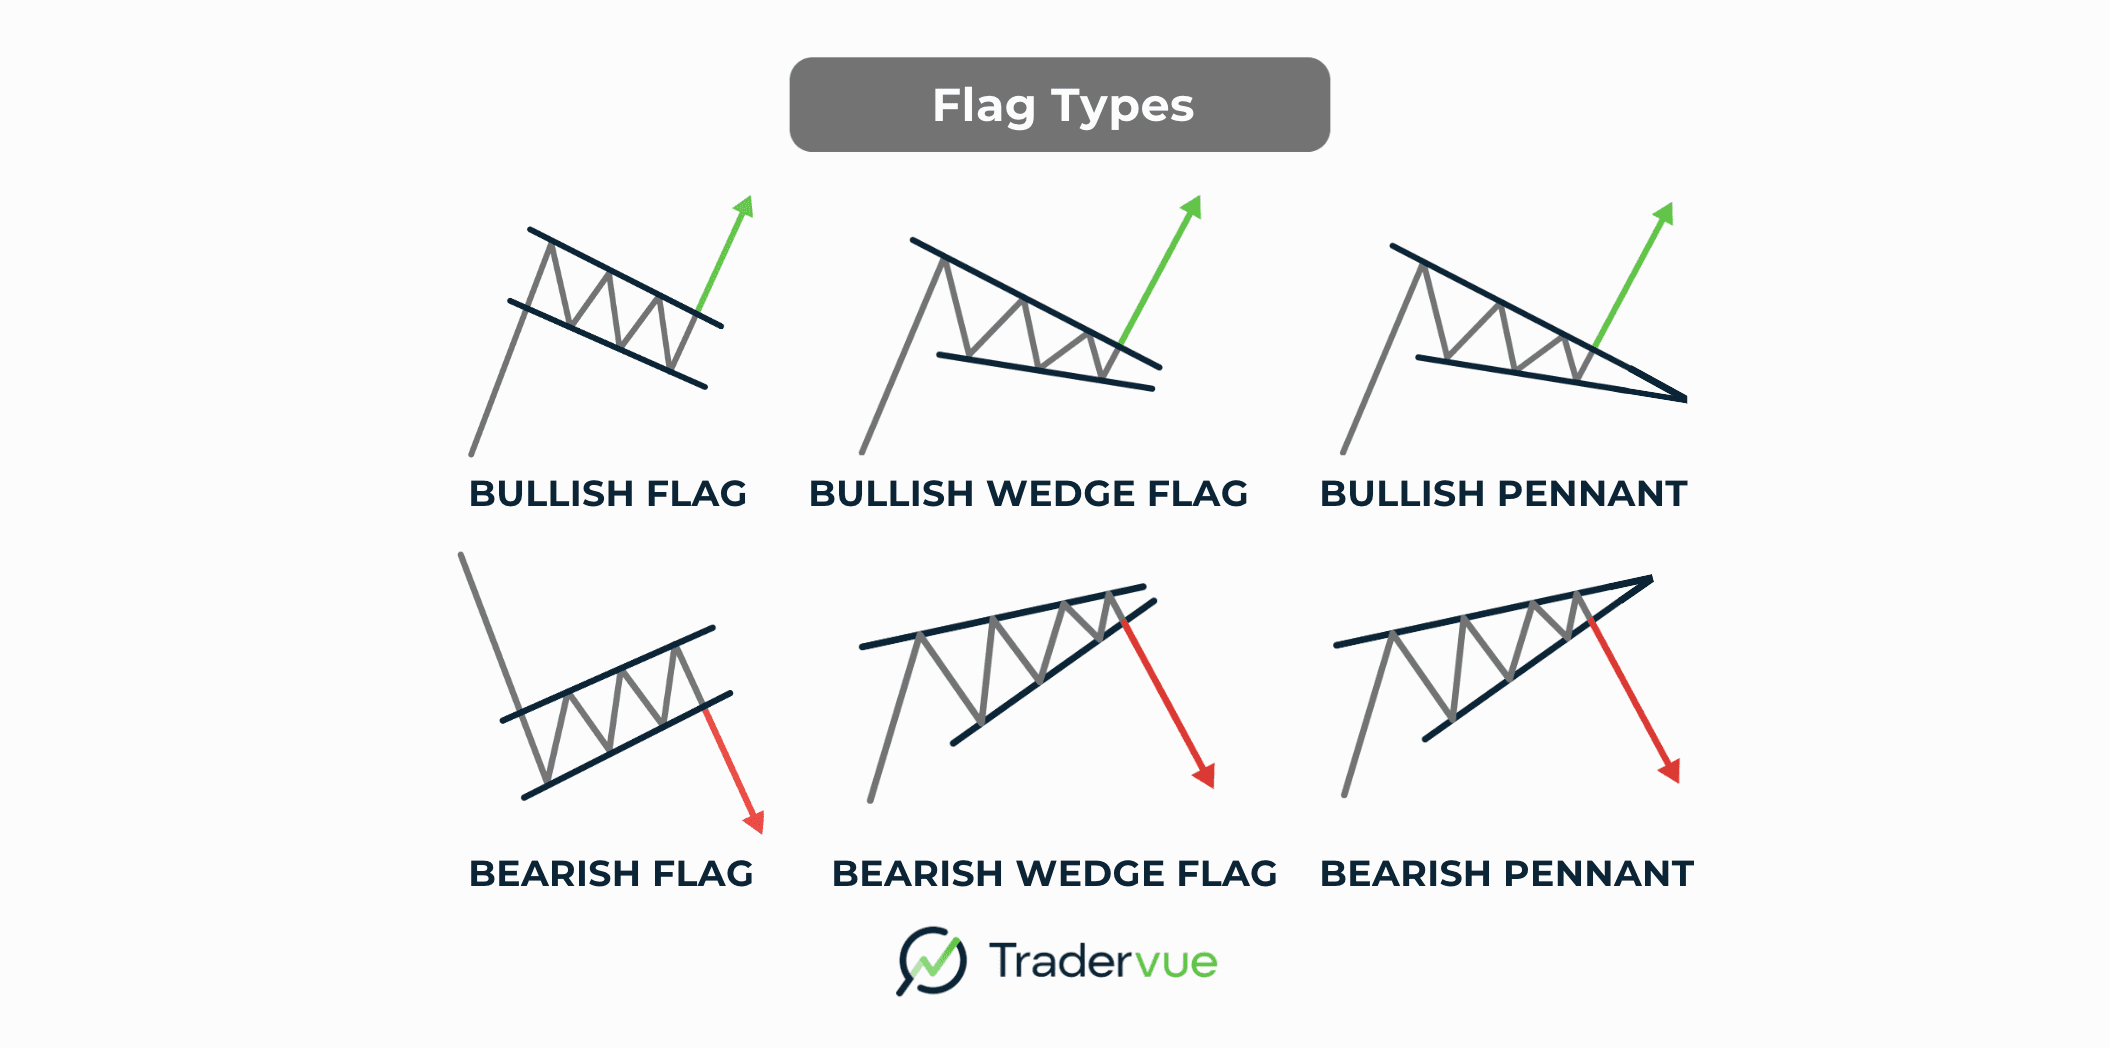 Flag Types
BULLISH FLAG
BULLISH WEDGE FLAG
BULLISH PENNANT
BEARISH FLAG
BEARISH WEDGE FLAG
BEARISH PENNANT
Tradervue